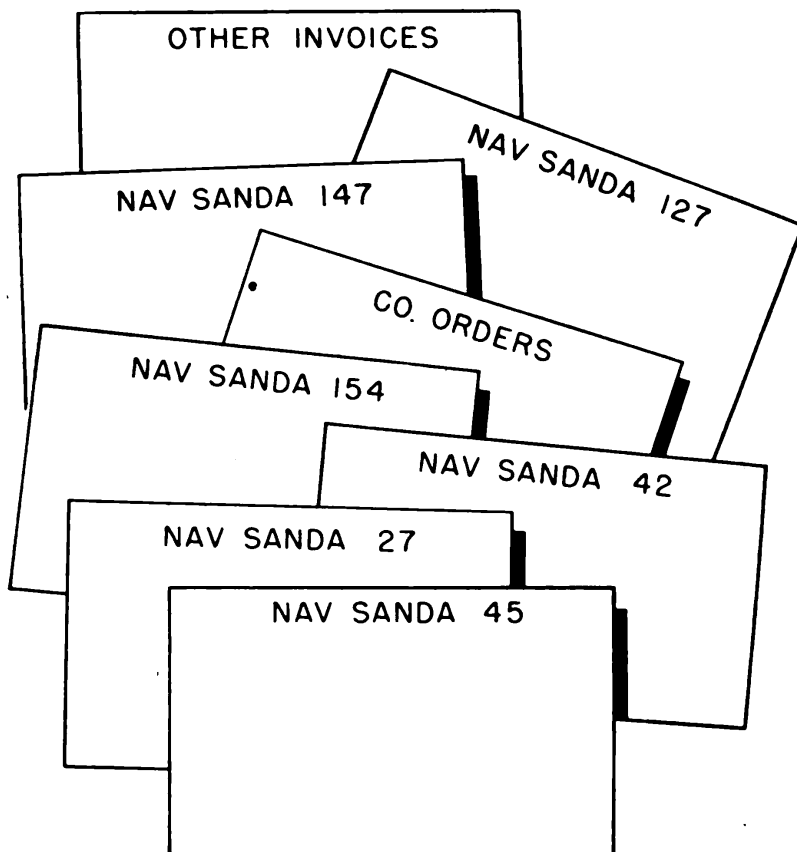 OTHER INVOICES
NAV SANDA 127
NAV SANDA 147
CO. ORDERS
NAV SANDA 154
NAV SANDA 42
NAV SANDA 27
NAV SANDA 45